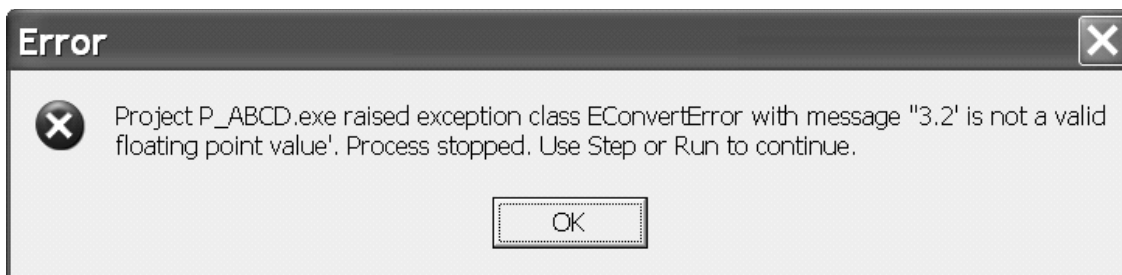 Error
Project P_ABCD.exe raised exception class EConvertError with message "3.2' is not a valid
floating point value'. Process stopped. Use Step or Run to continue.
OK